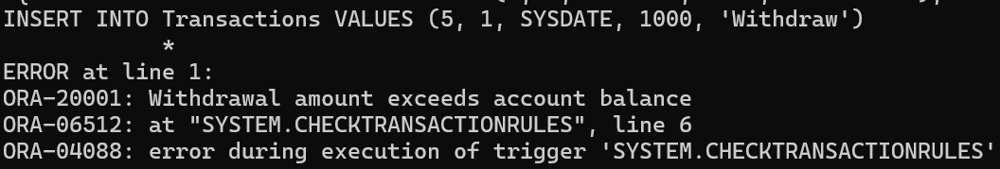 INSERT INTO Transactions VALUES (5, 1, SYSDATE, 1000, 'Withdraw')
*
ERROR at line 1:
ORA-20001: Withdrawal amount exceeds account balance
ORA-06512: at "SYSTEM.CHECKTRANSACTIONRULES", line 6
ORA-04088: error during execution of trigger 'SYSTEM.CHECKTRANSACTIONRULES'